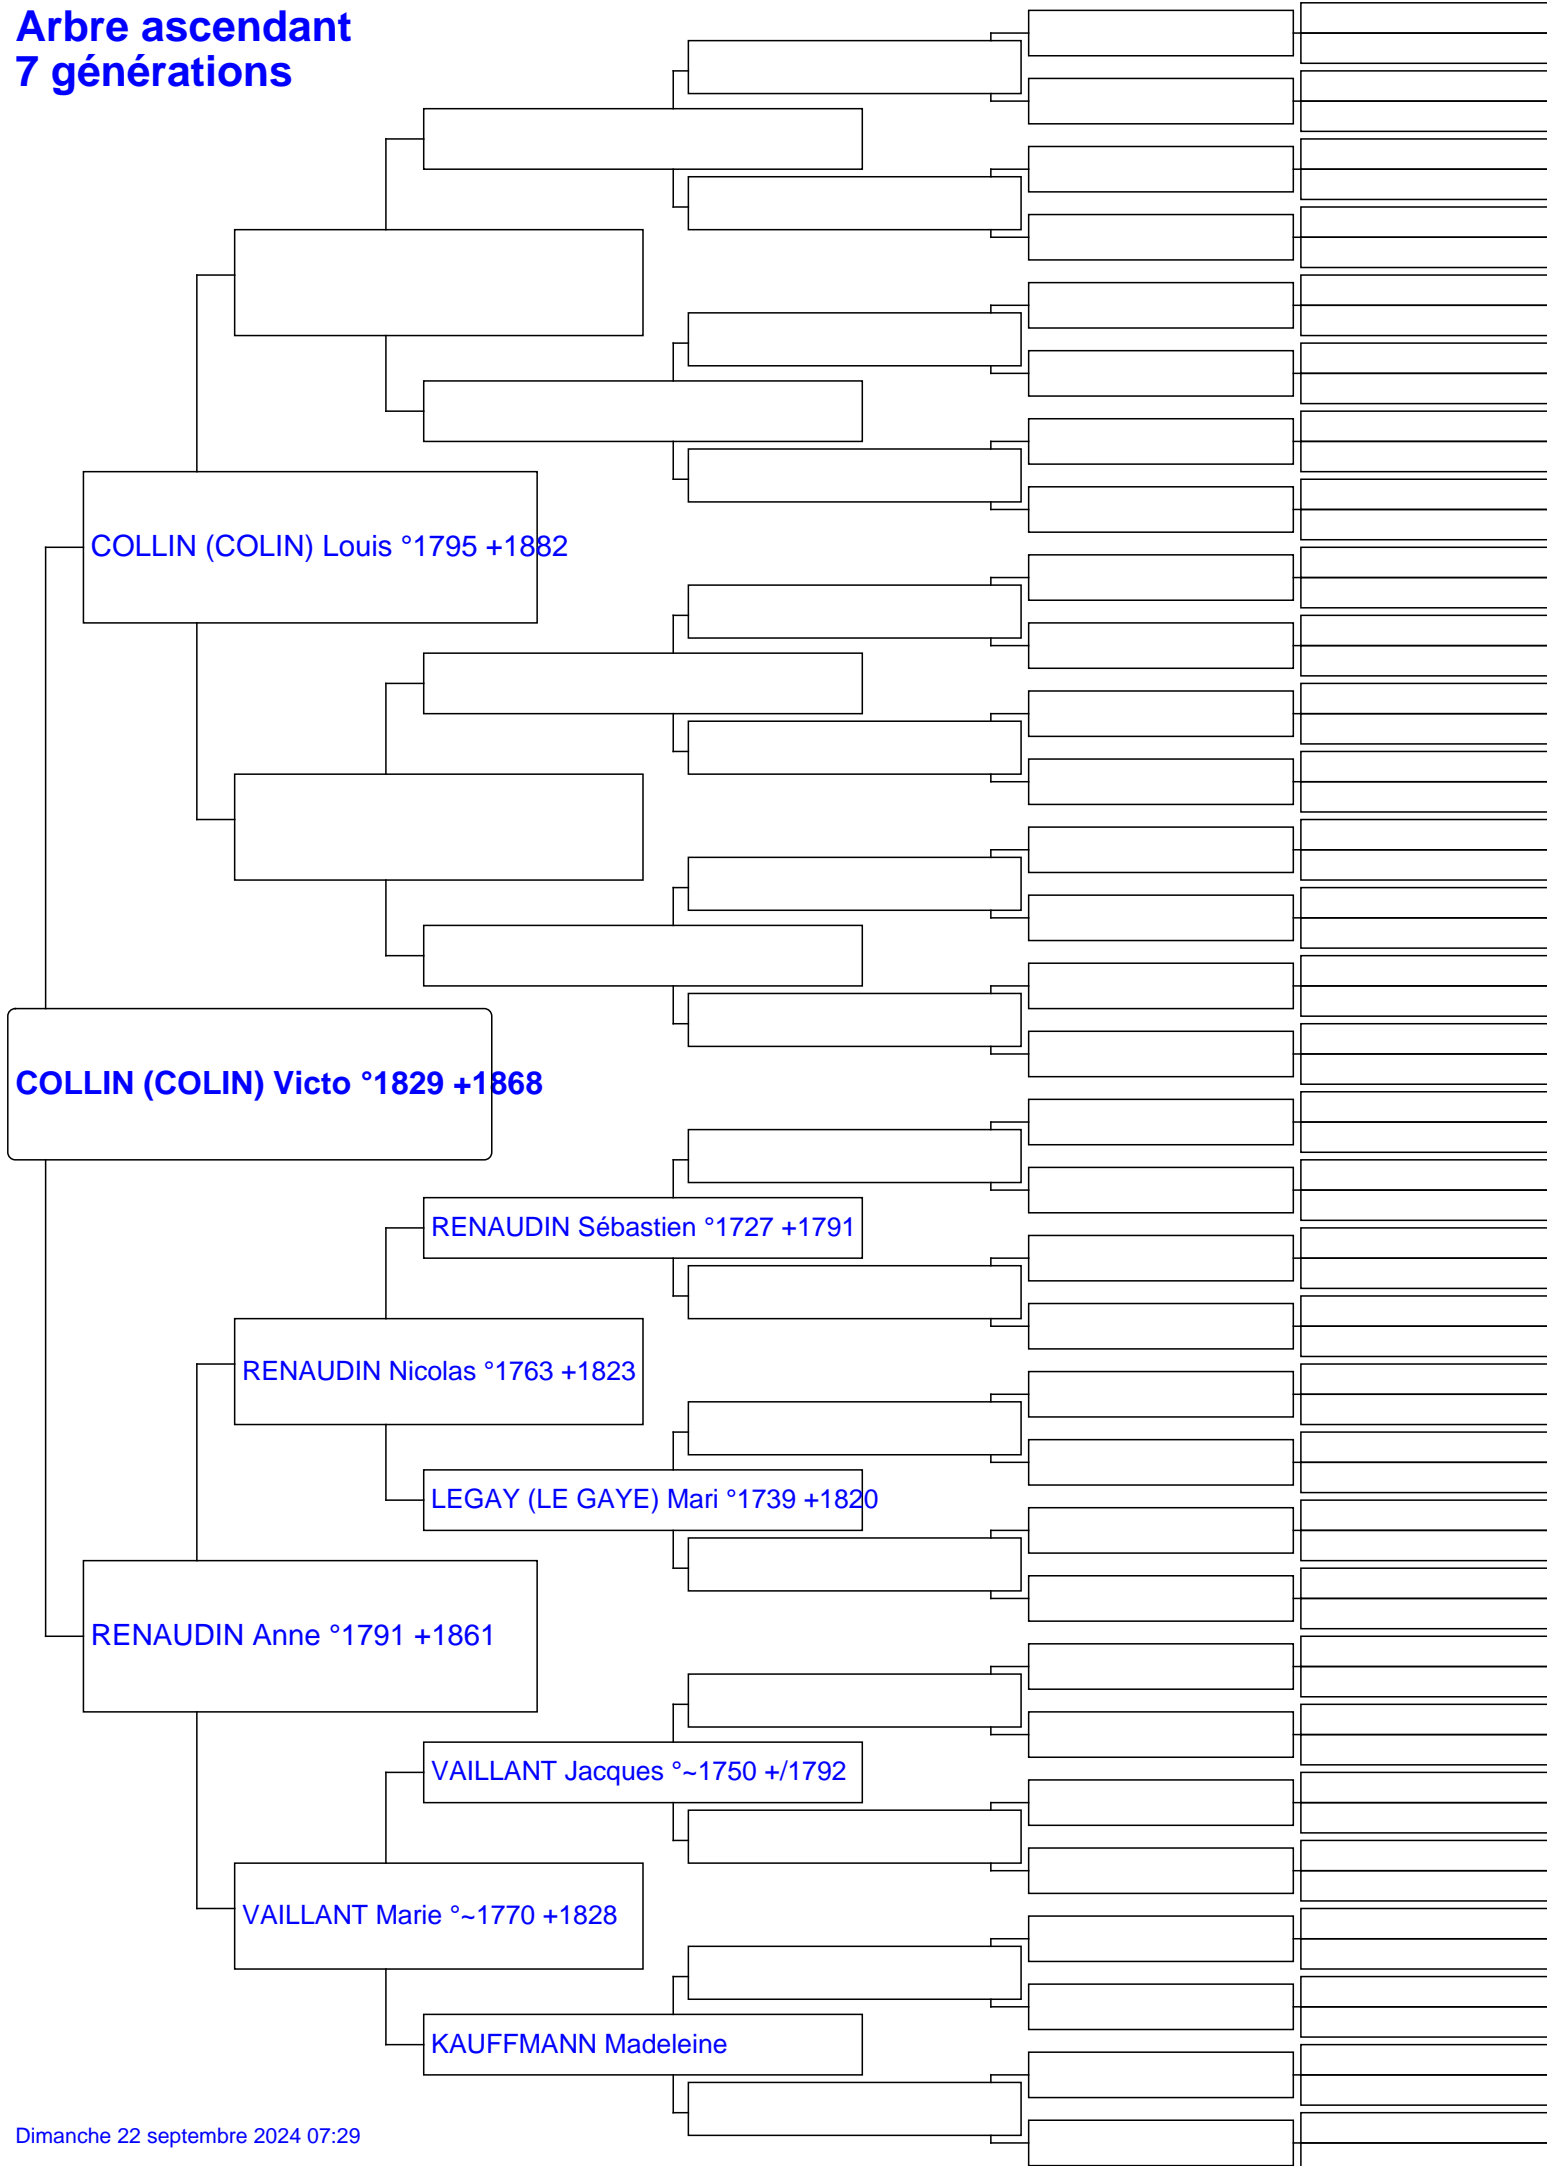 Arbre ascendant
7 générations
COLLIN (COLIN) Louis °1795 +1882
COLLIN (COLIN) Victo °1829 +1868
RENAUDIN Sébastien °1727 +1791
RENAUDIN Nicolas °1763 +1823
LEGAY (LE GAYE) Mari °1739 +1820
RENAUDIN Anne °1791 +1861
VAILLANT Jacques °~1750 +/1792
VAILLANT Marie °~1770 +1828
KAUFFMANN Madeleine
Dimanche 22 septembre 2024 07:29